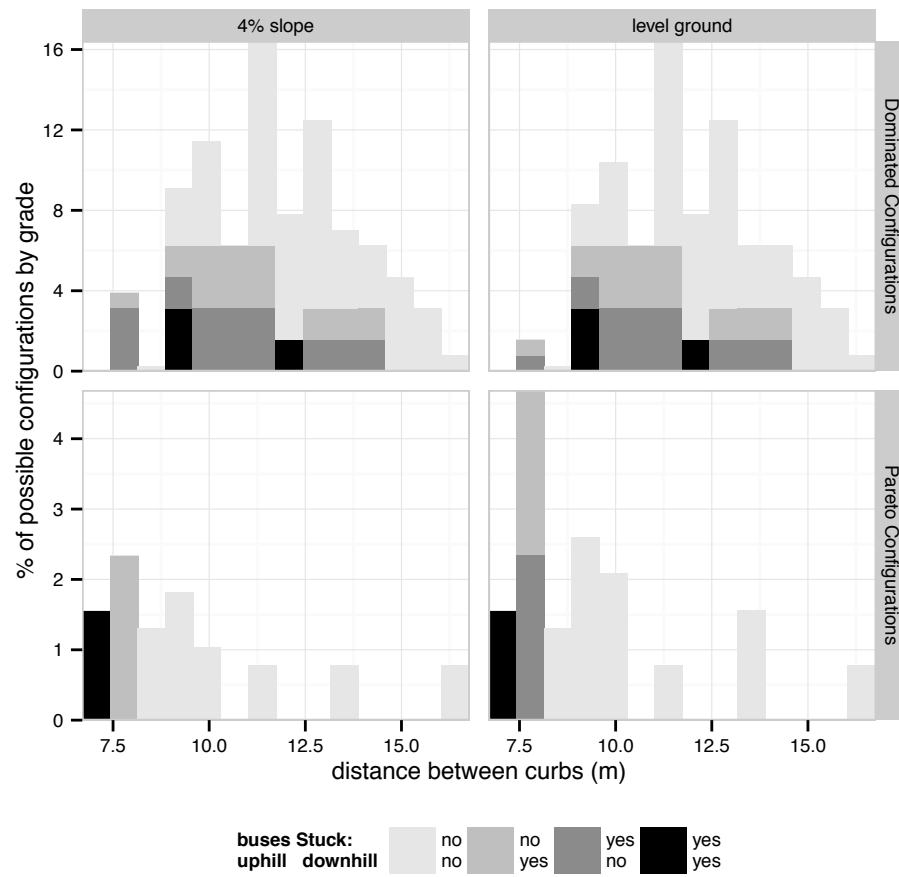 4% slope
level ground
16
12
8
4
0
Dominated Configurations
% of possible configurations by grade
4
3
2
1
0
Pareto Configurations
7.5 10.0 12.5 15.0
7.5 10.0 12.5 15.0
distance between curbs (m)
buses Stuck: no no yes yes
uphill downhill no yes no yes